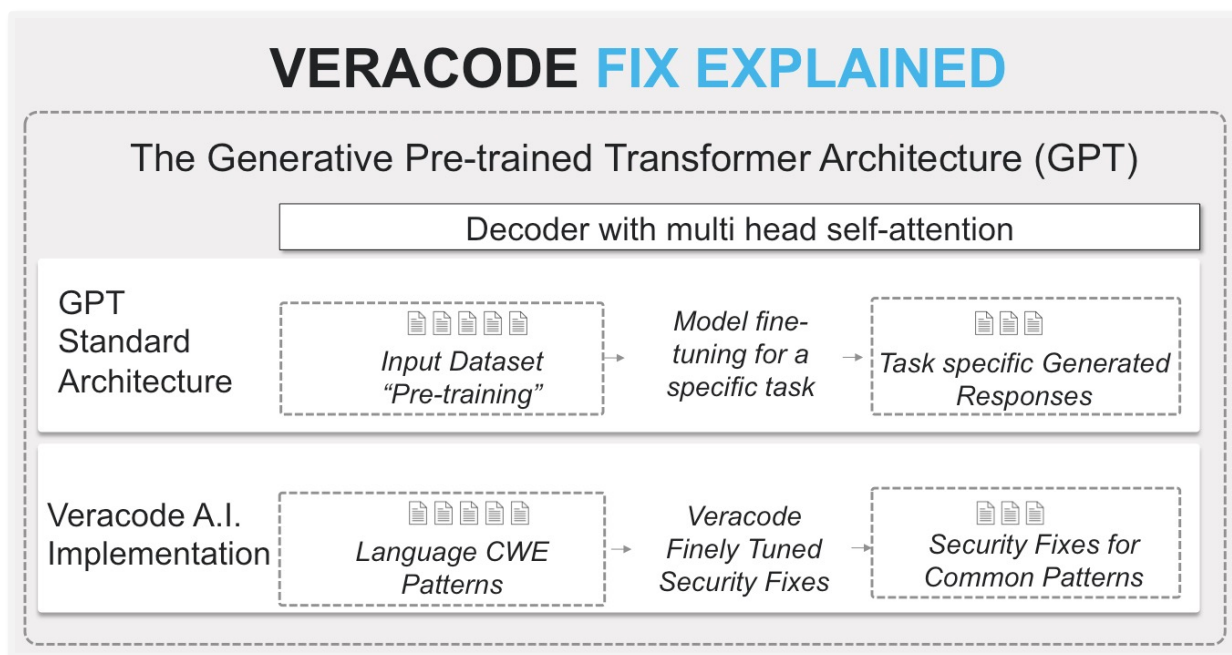 VERACODE FIX EXPLAINED
The Generative Pre-trained Transformer Architecture (GPT)
Decoder with multi head self-attention
GPT
Standard
Architecture
Input Dataset
“Pre-training”
Model fine-
tuning for a
specific task
Task specific Generated
Responses
Veracode A.I.
Implementation
Language CWE
Patterns
Veracode
Finely Tuned
Security Fixes
Security Fixes for
Common Patterns